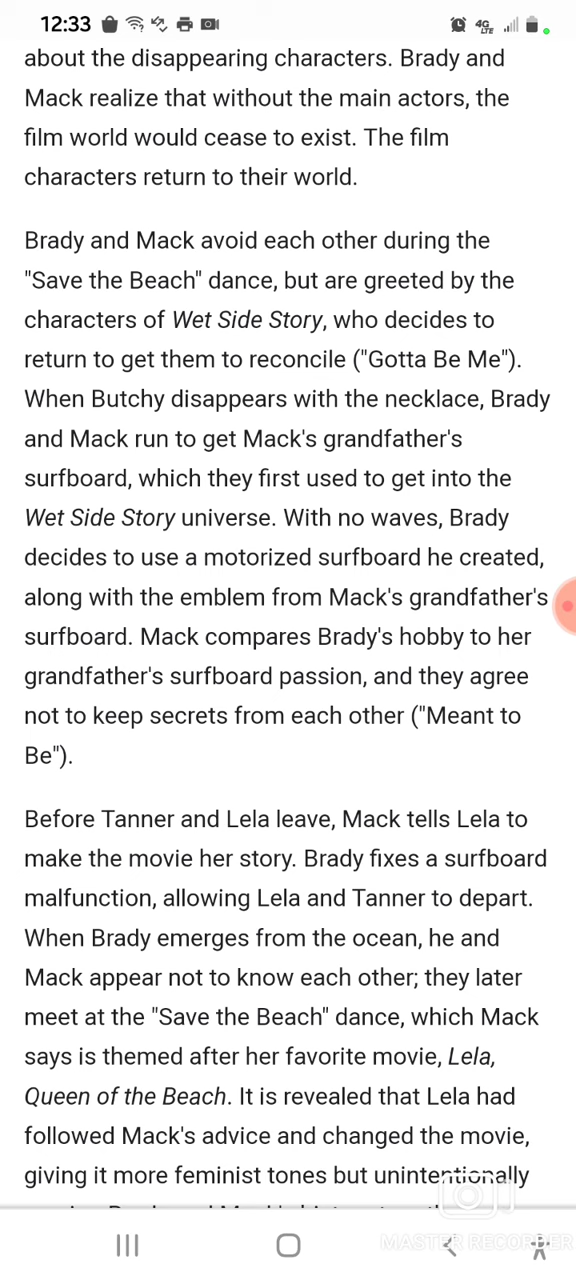 12:33
4G
LTE
about the disappearing characters. Brady and
Mack realize that without the main actors, the
film world would cease to exist. The film
characters return to their world.
Brady and Mack avoid each other during the
"Save the Beach" dance, but are greeted by the
characters of Wet Side Story, who decides to
return to get them to reconcile ("Gotta Be Me").
When Butchy disappears with the necklace, Brady
and Mack run to get Mack's grandfather's
surfboard, which they first used to get into the
Wet Side Story universe. With no waves, Brady
decides to use a motorized surfboard he created,
along with the emblem from Mack's grandfather's
surfboard. Mack compares Brady's hobby to her
grandfather's surfboard passion, and they agree
not to keep secrets from each other ("Meant to
Be").
Before Tanner and Lela leave, Mack tells Lela to
make the movie her story. Brady fixes a surfboard
malfunction, allowing Lela and Tanner to depart.
When Brady emerges from the ocean, he and
Mack appear not to know each other; they later
meet at the "Save the Beach" dance, which Mack
says is themed after her favorite movie, Lela,
Queen of the Beach. It is revealed that Lela had
followed Mack's advice and changed the movie,
giving it more feminist tones but unintentionally
MASTER RECORDER